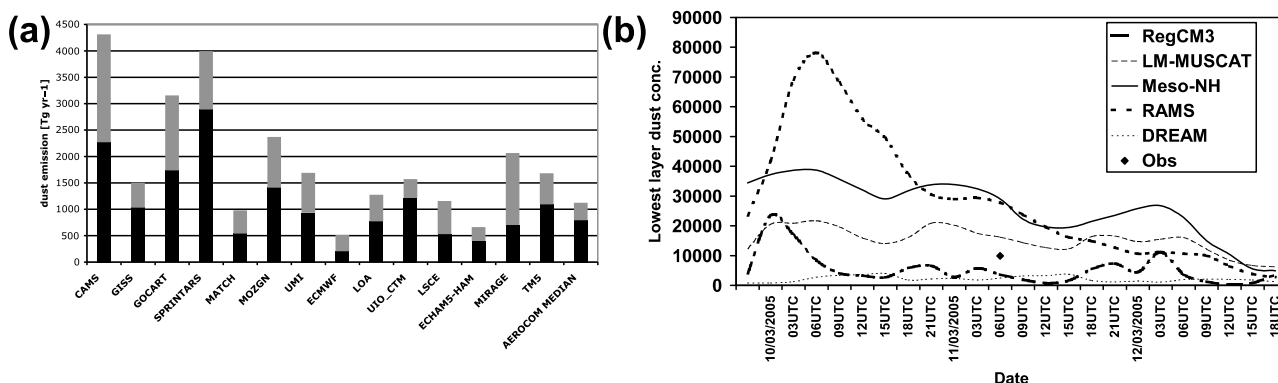 (a)
dust emission [Tg yr−1]
4500
4000
3500
3000
2500
2000
1500
1000
500
0
CAMS
GISS
GOCART
SPRINTARS
MATCH
MOZGN
UMI
ECMWF
LOA
UIO_CTM
LSCE
ECHAM5-HAM
MIRAGE
TM5
AEROCOM MEDIAN
(b)
Lowest layer dust conc.
90000
80000
70000
60000
50000
40000
30000
20000
10000
0
RegCM3
LM-MUSCAT
Meso-NH
RAMS
DREAM
Obs
10/03/2005
03UTC
06UTC
09UTC
12UTC
15UTC
18UTC
21UTC
11/03/2005
03UTC
06UTC
09UTC
12UTC
15UTC
18UTC
21UTC
12/03/2005
03UTC
06UTC
09UTC
12UTC
15UTC
18UTC
Date